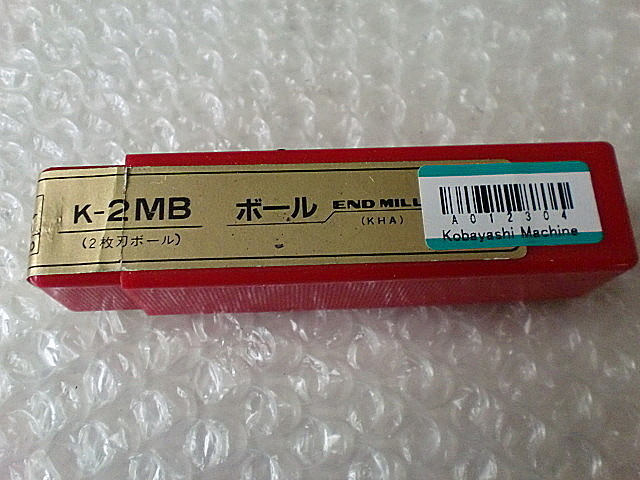 K-2MB
(2枚刃ボール)
ボール END MILL
(KHA)
A012304
Kobayashi Machine